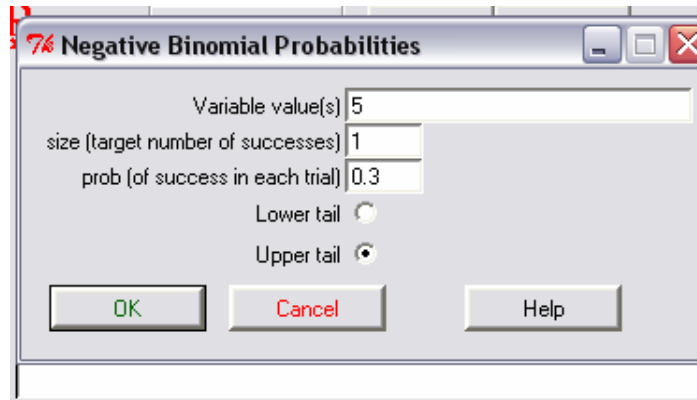 Negative Binomial Probabilities
Variable value(s) 5
size (target number of successes) 1
prob (of success in each trial) 0.3
Lower tail
Upper tail
OK Cancel Help